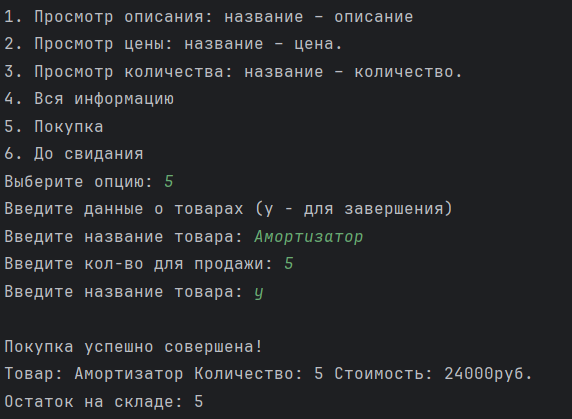 1. Просмотр описания: название – описание
2. Просмотр цены: название – цена.
3. Просмотр количества: название – количество.
4. Вся информацию
5. Покупка
6. До свидания
Выберите опцию: 5
Введите данные о товарах (y - для завершения)
Введите название товара: Амортизатор
Введите кол-во для продажи: 5
Введите название товара: y
Покупка успешно совершена!
Товар: Амортизатор Количество: 5 Стоимость: 24000руб.
Остаток на складе: 5